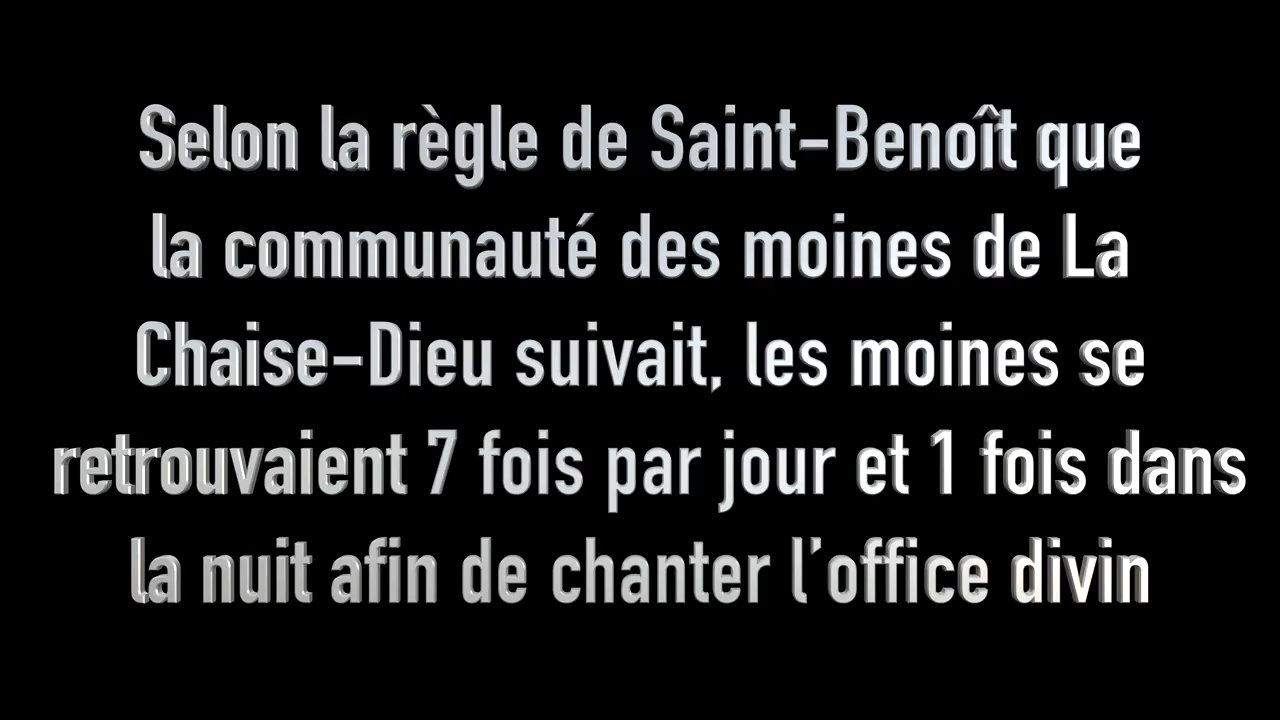 Selon la règle de Saint-Benoît que
la communauté des moines de La
Chaise-Dieu suivait, les moines se
retrouvaient 7 fois par jour et 1 fois dans
la nuit afin de chanter l’office divin